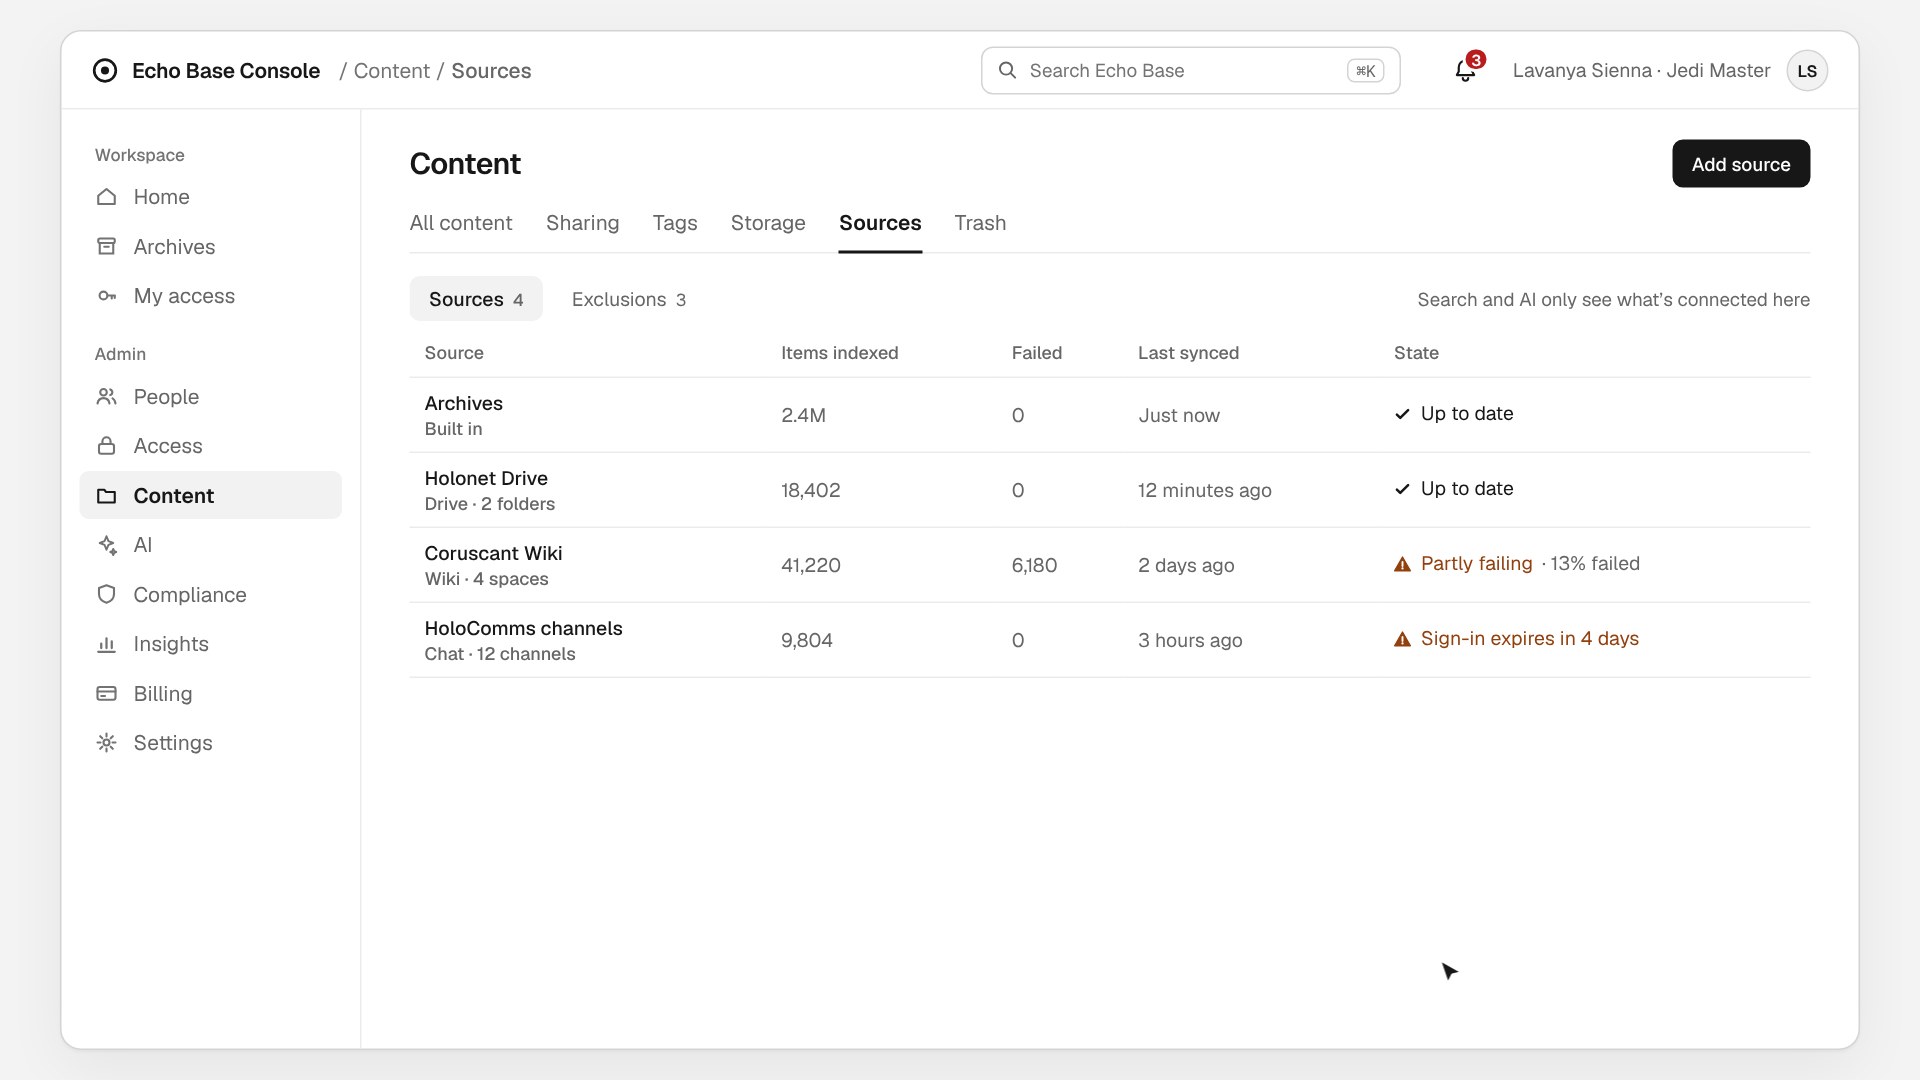 Echo Base Console / Content / Sources
Search Echo Base ⌘K
3
Lavanya Sienna · Jedi Master LS
Workspace
Home
Archives
My access
Admin
People
Access
Content
AI
Compliance
Insights
Billing
Settings
Content
Add source
All content Sharing Tags Storage Sources Trash
Sources 4 Exclusions 3
Search and AI only see what’s connected here
Source Items indexed Failed Last synced State
Archives
Built in
2.4M 0 Just now Up to date
Holonet Drive
Drive · 2 folders
18,402 0 12 minutes ago Up to date
Coruscant Wiki
Wiki · 4 spaces
41,220 6,180 2 days ago Partly failing · 13% failed
HoloComms channels
Chat · 12 channels
9,804 0 3 hours ago Sign-in expires in 4 days